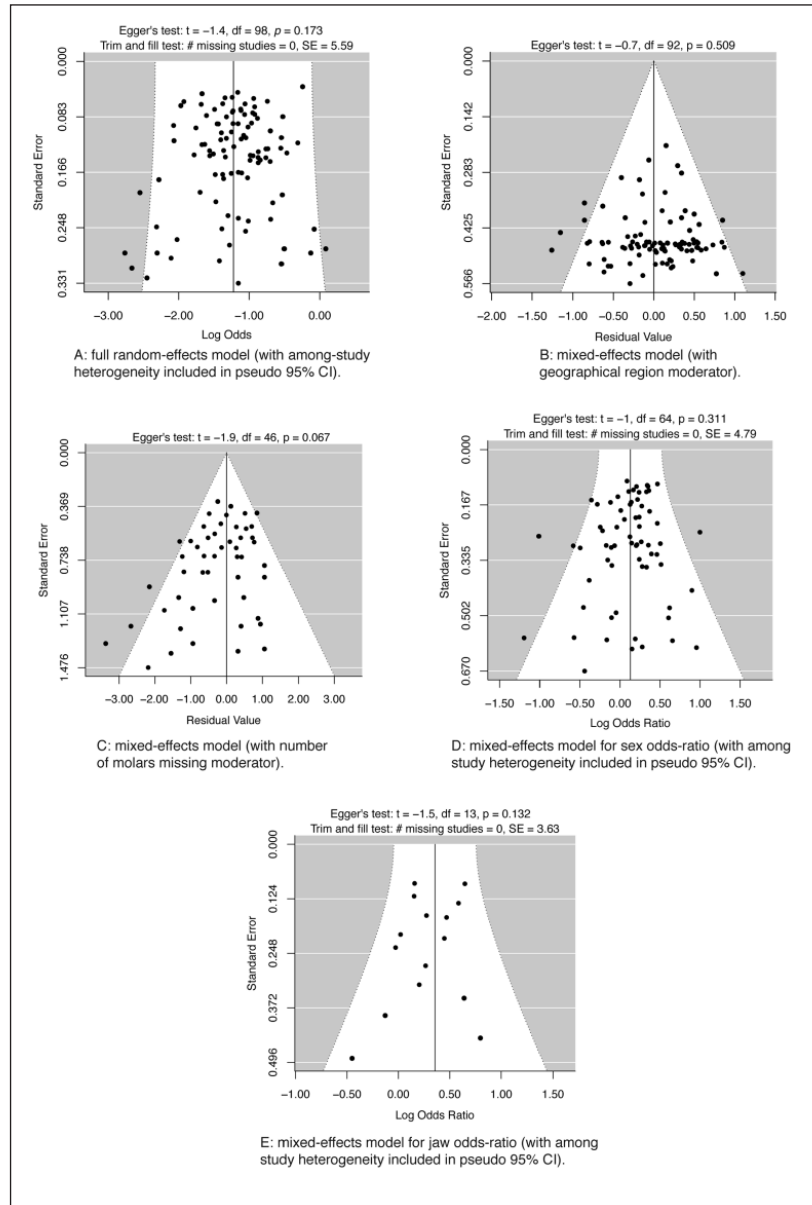 Egger's test: t = −1.4, df = 98, p = 0.173
Trim and fill test: # missing studies = 0, SE = 5.59
Standard Error
0.000
0.083
0.166
0.248
0.331
−3.00 −2.00 −1.00 0.00
Log Odds
A: full random-effects model (with among-study
heterogeneity included in pseudo 95% CI).
Egger's test: t = −0.7, df = 92, p = 0.509
Standard Error
0.000
0.142
0.283
0.425
0.566
−2.00 −1.50 −1.00 −0.50 0.00 0.50 1.00 1.50
Residual Value
B: mixed-effects model (with
geographical region moderator).
Egger's test: t = −1.9, df = 46, p = 0.067
Standard Error
0.000
0.369
0.738
1.107
1.476
−3.00 −2.00 −1.00 0.00 1.00 2.00 3.00
Residual Value
C: mixed-effects model (with number
of molars missing moderator).
Egger's test: t = −1, df = 64, p = 0.311
Trim and fill test: # missing studies = 0, SE = 4.79
Standard Error
0.000
0.167
0.335
0.502
0.670
−1.50 −1.00 −0.50 0.00 0.50 1.00 1.50
Log Odds Ratio
D: mixed-effects model for sex odds-ratio (with among
study heterogeneity included in pseudo 95% CI).
Egger's test: t = −1.5, df = 13, p = 0.132
Trim and fill test: # missing studies = 0, SE = 3.63
Standard Error
0.000
0.124
0.248
0.372
0.496
−1.00 −0.50 0.00 0.50 1.00 1.50
Log Odds Ratio
E: mixed-effects model for jaw odds-ratio (with among
study heterogeneity included in pseudo 95% CI).